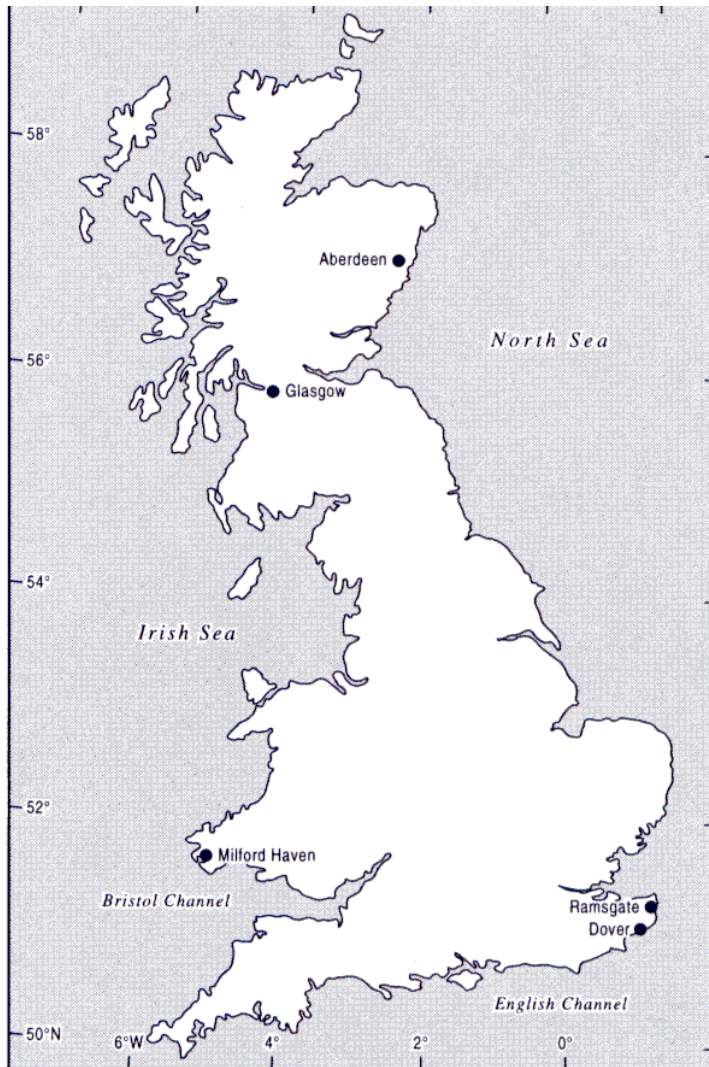 58°
Aberdeen
North Sea
56°
Glasgow
54°
Irish Sea
52°
Milford Haven
Bristol Channel
Ramsgate
Dover
English Channel
50°N
6°W 4° 2° 0°